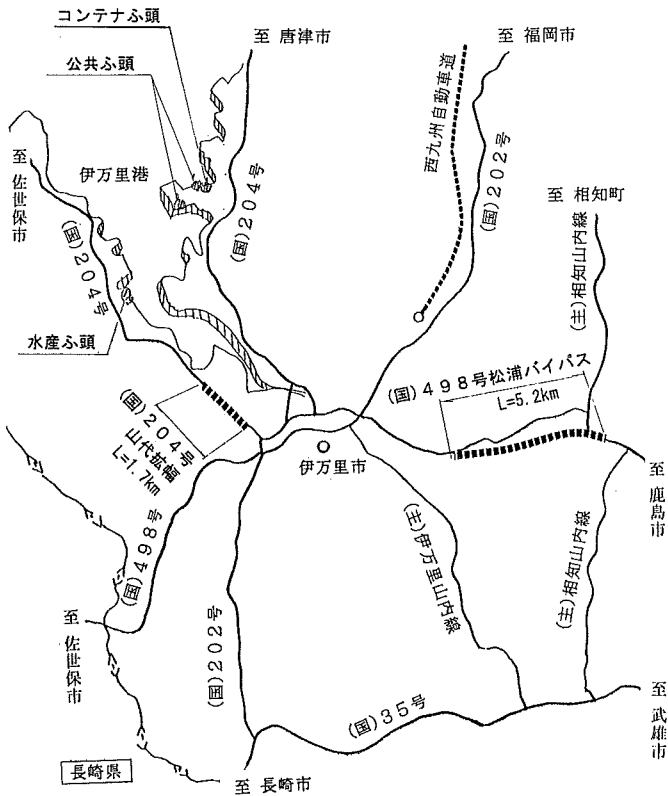 コンテナふ頭
公共ふ頭
至 唐津市
至 福岡市
西九州自動車道
(国)202号
至 佐世保市
伊万里港
(国)204号
(国)204号
至 相知町
(主)相知山内線
水産ふ頭
(国)498号松浦バイパス
L=5.2km
(国)204号
山代拡幅
L=1.7km
伊万里市
至 鹿島市
(国)498号
(主)伊万里山内線
(主)相知山内線
至 佐世保市
(国)202号
(国)35号
至 武雄市
長崎県
至 長崎市